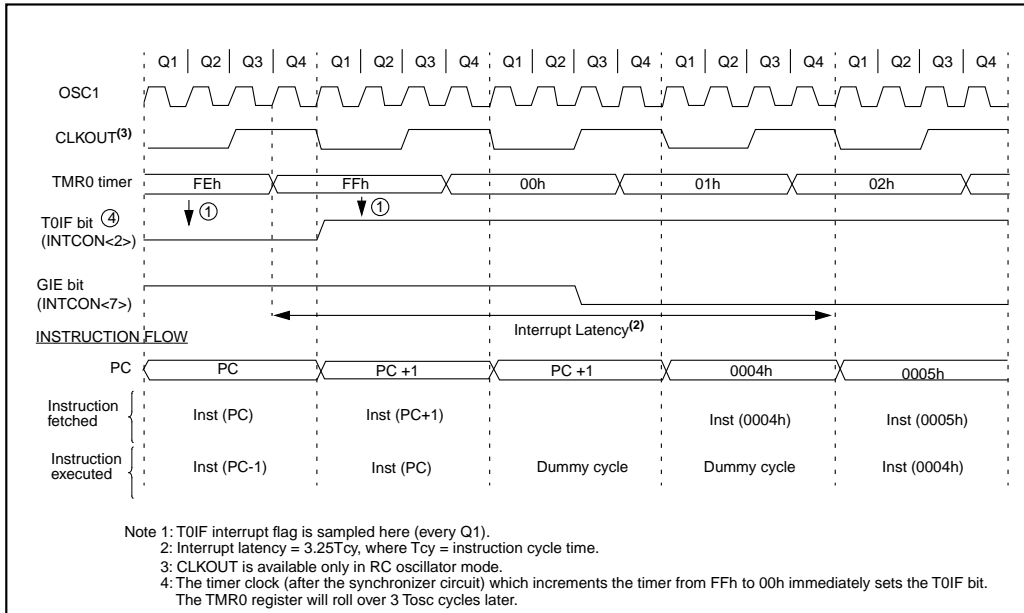 Q1 Q2 Q3 Q4 Q1 Q2 Q3 Q4 Q1 Q2 Q3 Q4 Q1 Q2 Q3 Q4 Q1 Q2 Q3 Q4
OSC1
CLKOUT(3)
TMR0 timer FEh FFh 00h 01h 02h
1 1
T0IF bit 4
(INTCON<2>)
GIE bit
(INTCON<7>)
Interrupt Latency(2)
INSTRUCTION FLOW
PC PC PC +1 PC +1 0004h 0005h
Instruction
fetched
Inst (PC) Inst (PC+1) Inst (0004h) Inst (0005h)
Instruction
executed
Inst (PC-1) Inst (PC) Dummy cycle Dummy cycle Inst (0004h)
Note 1: T0IF interrupt flag is sampled here (every Q1).
2: Interrupt latency = 3.25Tcy, where Tcy = instruction cycle time.
3: CLKOUT is available only in RC oscillator mode.
4: The timer clock (after the synchronizer circuit) which increments the timer from FFh to 00h immediately sets the T0IF bit.
The TMR0 register will roll over 3 Tosc cycles later.